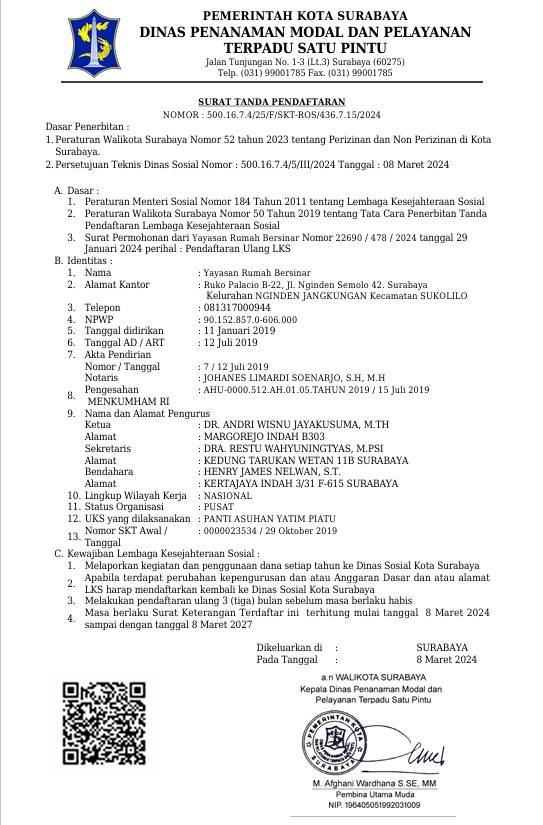 PEMERINTAH KOTA SURABAYA
DINAS PENANAMAN MODAL DAN PELAYANAN
TERPADU SATU PINTU
Jalan Tunjungan No. 1-3 (Lt.3) Surabaya (60275)
Telp. (031) 99001785 Fax. (031) 99001785
SURAT TANDA PENDAFTARAN
NOMOR : 500.16.7.4/25/F/SKT-ROS/436.7.15/2024
Dasar Penerbitan :
1. Peraturan Walikota Surabaya Nomor 52 tahun 2023 tentang Perizinan dan Non Perizinan di Kota
Surabaya.
2. Persetujuan Teknis Dinas Sosial Nomor : 500.16.7.4/5/III/2024 Tanggal : 08 Maret 2024
A. Dasar :
1. Peraturan Menteri Sosial Nomor 184 Tahun 2011 tentang Lembaga Kesejahteraan Sosial
2. Peraturan Walikota Surabaya Nomor 50 Tahun 2019 tentang Tata Cara Penerbitan Tanda
Pendaftaran Lembaga Kesejahteraan Sosial
3. Surat Permohonan dari Yayasan Rumah Bersinar Nomor 22690 / 478 / 2024 tanggal 29
Januari 2024 perihal : Pendaftaran Ulang LKS
B. Identitas :
1. Nama : Yayasan Rumah Bersinar
2. Alamat Kantor : Ruko Palacio B-22, Jl. Nginden Semolo 42. Surabaya
Kelurahan NGINDEN JANGKUNGAN Kecamatan SUKOLILO
3. Telepon : 081317000944
4. NPWP : 90.152.857.0-606.000
5. Tanggal didirikan : 11 Januari 2019
6. Tanggal AD / ART : 12 Juli 2019
7. Akta Pendirian
Nomor / Tanggal : 7 / 12 Juli 2019
Notaris : JOHANES LIMARDI SOENARJO, S.H, M.H
8. Pengesahan : AHU-0000.512.AH.01.05.TAHUN 2019 / 15 Juli 2019
MENKUMHAM RI
9. Nama dan Alamat Pengurus
Ketua : DR. ANDRI WISNU JAYAKUSUMA, M.TH
Alamat : MARGOREJO INDAH B303
Sekretaris : DRA. RESTU WAHYUNINGTYAS, M.PSI
Alamat : KEDUNG TARUKAN WETAN 11B SURABAYA
Bendahara : HENRY JAMES NELWAN, S.T.
Alamat : KERTAJAYA INDAH 3/31 F-615 SURABAYA
10. Lingkup Wilayah Kerja : NASIONAL
11. Status Organisasi : PUSAT
12. UKS yang dilaksanakan : PANTI ASUHAN YATIM PIATU
13. Nomor SKT Awal / : 0000023534 / 29 Oktober 2019
Tanggal
C. Kewajiban Lembaga Kesejahteraan Sosial :
1. Melaporkan kegiatan dan penggunaan dana setiap tahun ke Dinas Sosial Kota Surabaya
2. Apabila terdapat perubahan kepengurusan dan atau Anggaran Dasar dan atau alamat
LKS harap mendaftarkan kembali ke Dinas Sosial Kota Surabaya
3. Melakukan pendaftaran ulang 3 (tiga) bulan sebelum masa berlaku habis
4. Masa berlaku Surat Keterangan Terdaftar ini terhitung mulai tanggal 8 Maret 2024
sampai dengan tanggal 8 Maret 2027
Dikeluarkan di : SURABAYA
Pada Tanggal : 8 Maret 2024
a.n WALIKOTA SURABAYA
Kepala Dinas Penanaman Modal dan
Pelayanan Terpadu Satu Pintu
PEMERINTAH KOTA
SURABAYA
M. Afghani Wardhana S.SE, MM
Pembina Utama Muda
NIP. 196405051992031009